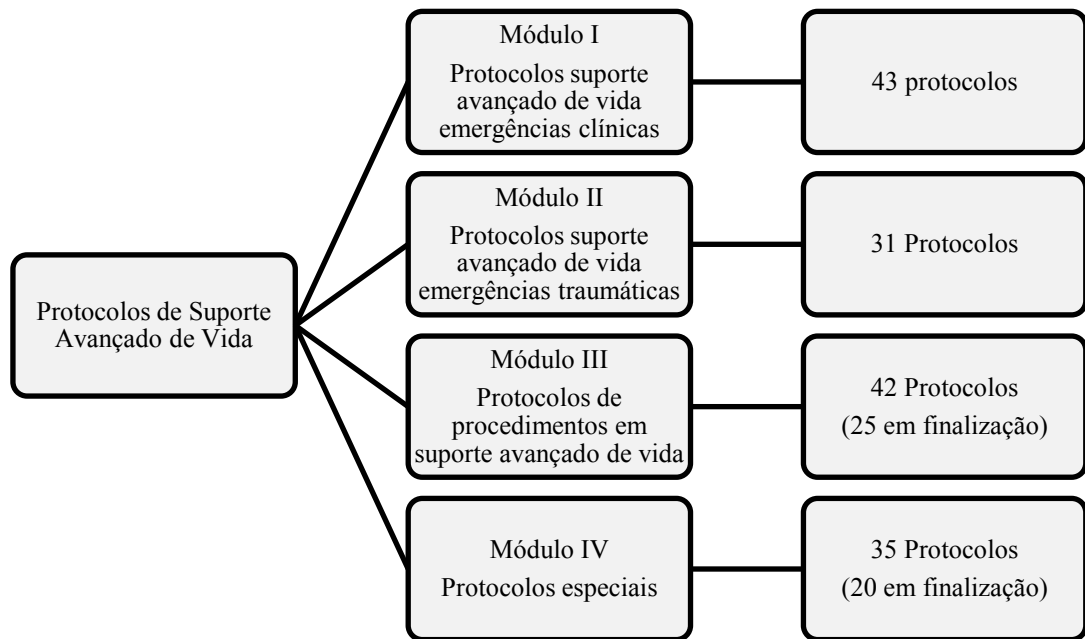 Protocolos de Suporte
Avançado de Vida
Módulo I
Protocolos suporte
avançado de vida
emergências clínicas
43 protocolos
Módulo II
Protocolos suporte
avançado de vida
emergências traumáticas
31 Protocolos
Módulo III
Protocolos de
procedimentos em
suporte avançado de vida
42 Protocolos
(25 em finalização)
Módulo IV
Protocolos especiais
35 Protocolos
(20 em finalização)